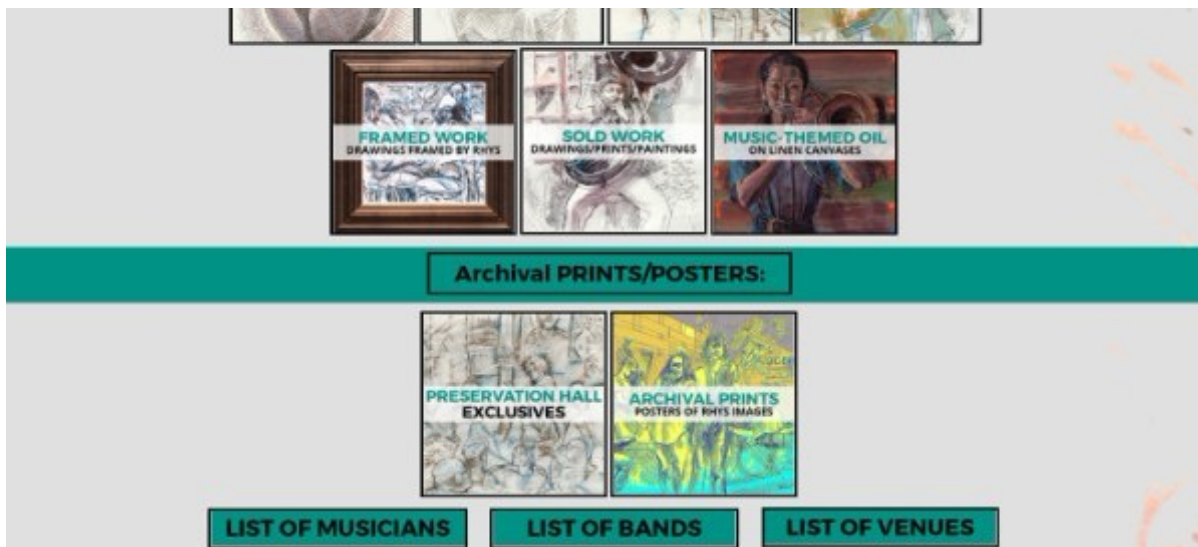 FRAMED WORK
DRAWINGS FRAMED BY RHYS
SOLD WORK
DRAWINGS/PRINTS/PAINTINGS
MUSIC-THEMED OIL
ON LINEN CANVASES
Archival PRINTS/POSTERS:
PRESERVATION HALL
EXCLUSIVES
ARCHIVAL PRINTS
POSTERS OF RHYS IMAGES
LIST OF MUSICIANS
LIST OF BANDS
LIST OF VENUES